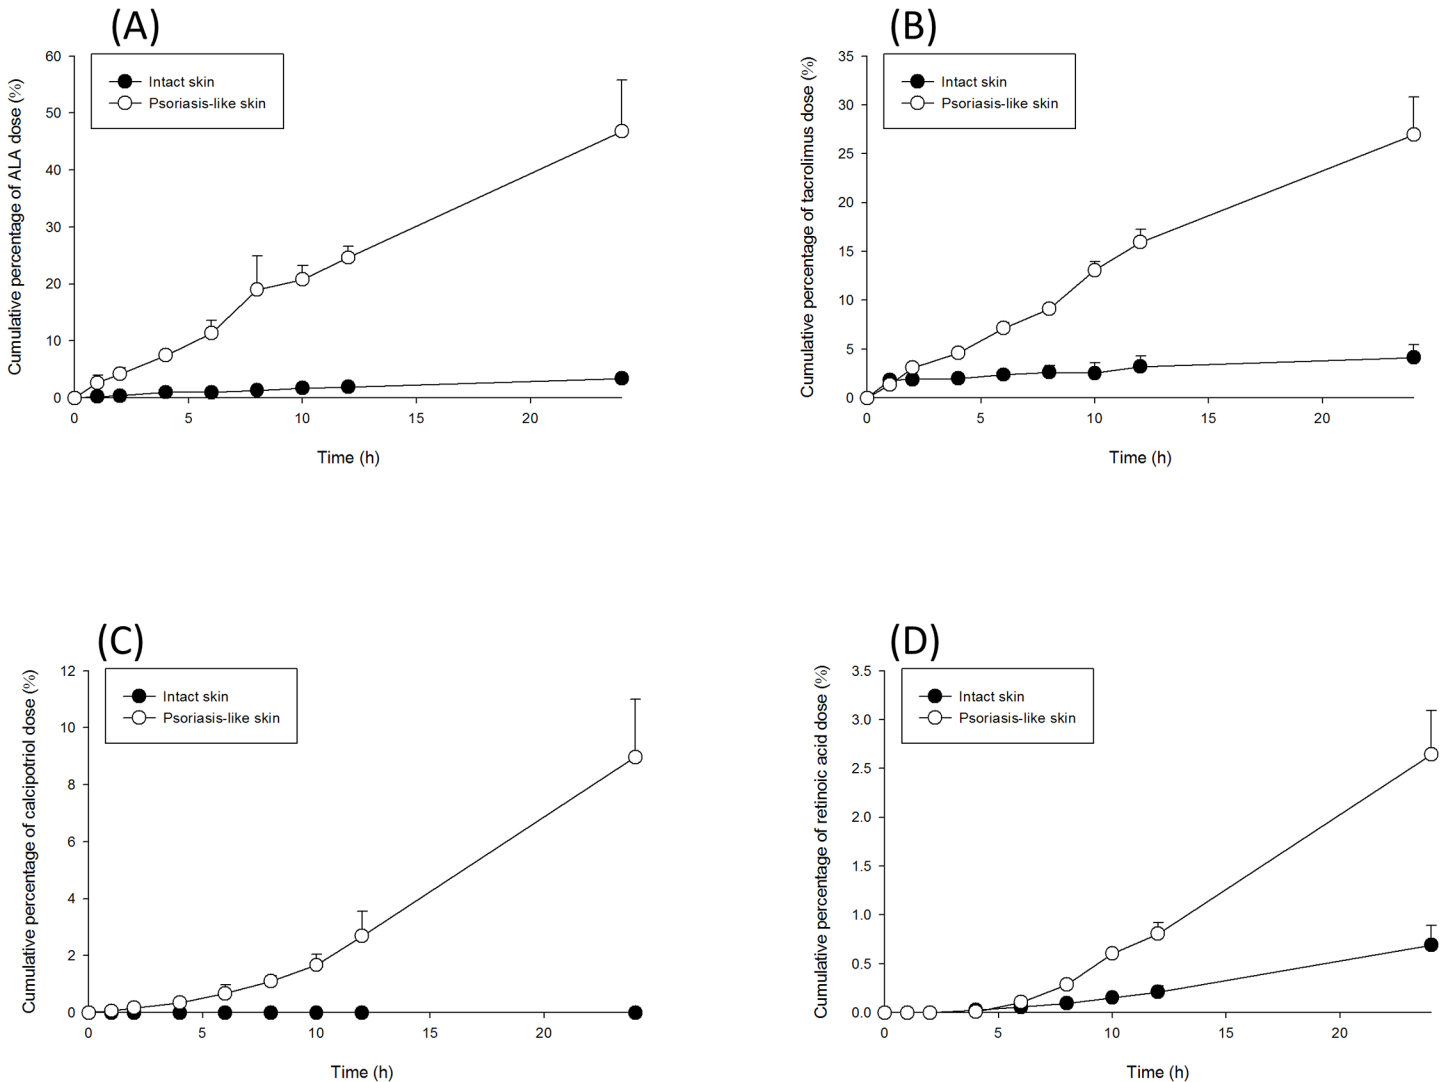 (A)
Cumulative percentage of ALA dose (%)
60
50
40
30
20
10
0
Intact skin
Psoriasis-like skin
0 5 10 15 20
Time (h)
(B)
Cumulative percentage of tacrolimus dose (%)
35
30
25
20
15
10
5
0
Intact skin
Psoriasis-like skin
0 5 10 15 20
Time (h)
(C)
Cumulative percentage of calcipotriol dose (%)
12
10
8
6
4
2
0
Intact skin
Psoriasis-like skin
0 5 10 15 20
Time (h)
(D)
Cumulative percentage of retinoic acid dose (%)
3.5
3.0
2.5
2.0
1.5
1.0
0.5
0.0
Intact skin
Psoriasis-like skin
0 5 10 15 20
Time (h)